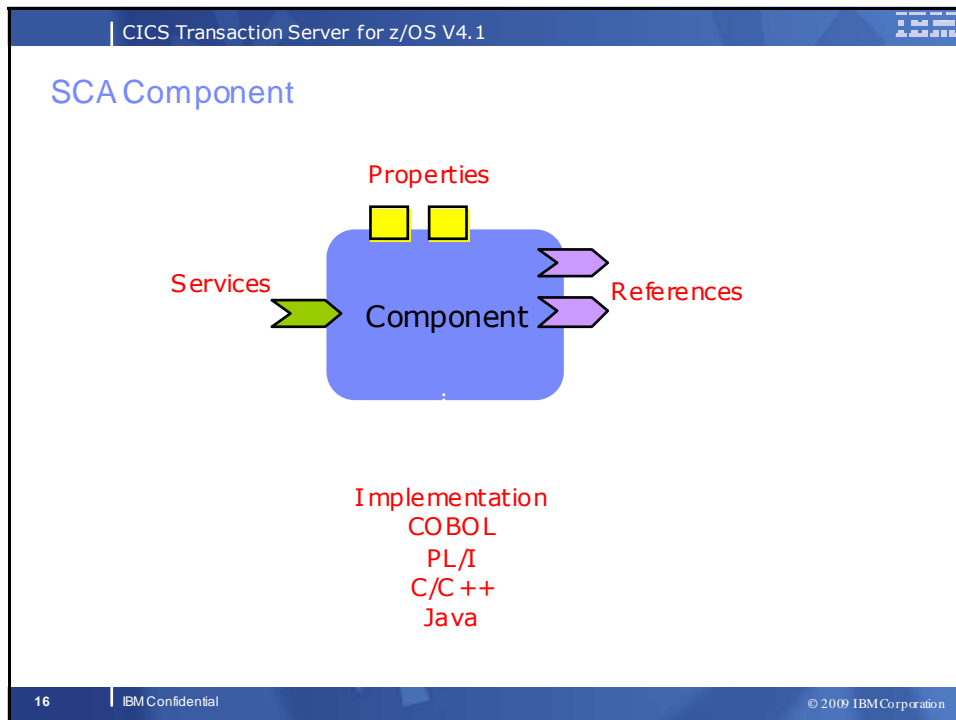 CICS Transaction Server for z/OS V4.1
IBM
SCA Component
Properties
Services
References
Component
Implementation
COBOL
PL/I
C/C++
Java
16
IBM Confidential
© 2009 IBM Corporation